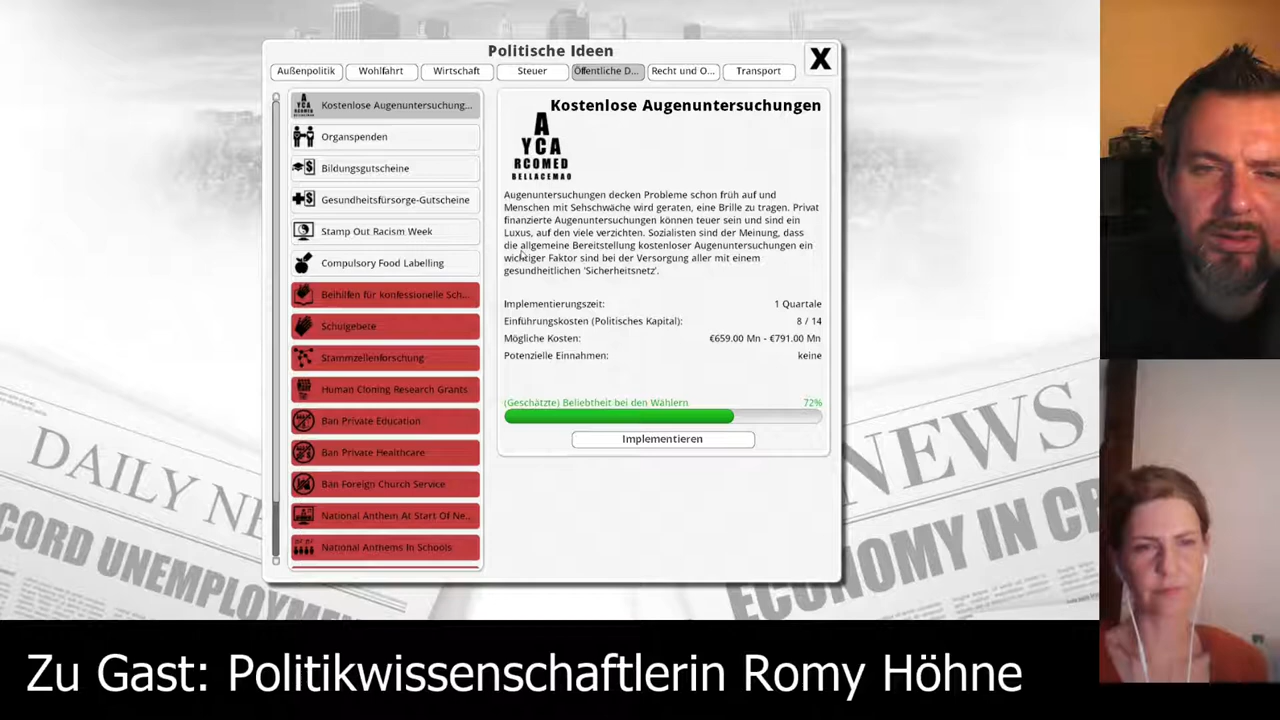 Politische Ideen
X
Außenpolitik
Wohlfahrt
Wirtschaft
Steuer
Öffentliche D...
Recht und O...
Transport
Kostenlose Augenuntersuchung...
Organspenden
Bildungsgutscheine
Gesundheitsfürsorge-Gutscheine
Stamp Out Racism Week
Compulsory Food Labelling
Beihilfen für konfessionelle Sch...
Schulgebete
Stammzellenforschung
Human Cloning Research Grants
Ban Private Education
Ban Private Healthcare
Ban Foreign Church Service
National Anthem At Start Of Ne...
National Anthems In Schools
Kostenlose Augenuntersuchungen
A
YCA
RCOMED
BELLACEMAO
Augenuntersuchungen decken Probleme schon früh auf und
Menschen mit Sehschwäche wird geraten, eine Brille zu tragen. Privat
finanzierte Augenuntersuchungen können teuer sein und sind ein
Luxus, auf den viele verzichten. Sozialisten sind der Meinung, dass
die allgemeine Bereitstellung kostenloser Augenuntersuchungen ein
wichtiger Faktor sind bei der Versorgung aller mit einem
gesundheitlichen 'Sicherheitsnetz'.
Implementierungszeit: 1 Quartale
Einführungskosten (Politisches Kapital): 8 / 14
Mögliche Kosten: €659.00 Mn - €791.00 Mn
Potenzielle Einnahmen: keine
(Geschätzte) Beliebtheit bei den Wählern 72%
Implementieren
DAILY NE
CORD UNEMPLOYME
NEWS
ECONOMY IN CR
Zu Gast: Politikwissenschaftlerin Romy Höhne